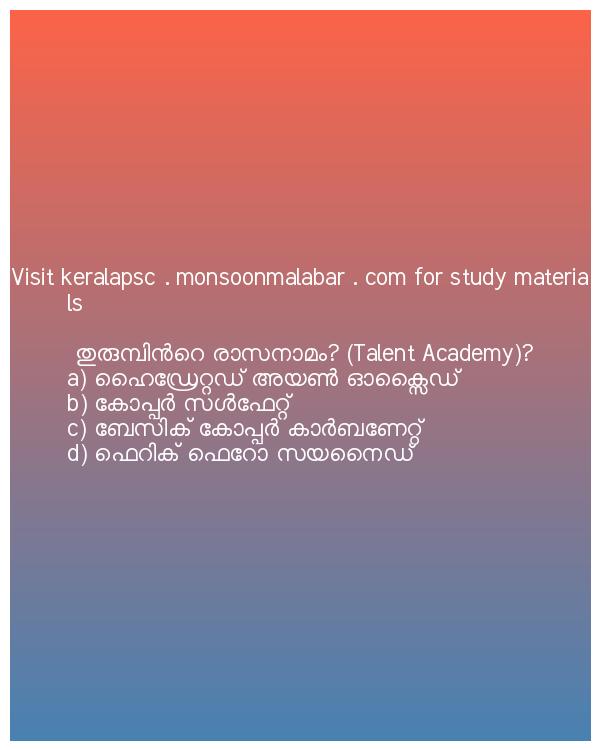 Visit keralapsc . monsoonmalabar . com for study materia
ls
തുരുമ്പിൻറെ രാസനാമം? (Talent Academy)?
a) ഹൈഡ്രേറ്റഡ് അയൺ ഓക്സൈഡ്
b) കോപ്പർ സൾഫേറ്റ്
c) ബേസിക് കോപ്പർ കാർബണേറ്റ്
d) ഫെറിക് ഫെറോ സയനൈഡ്